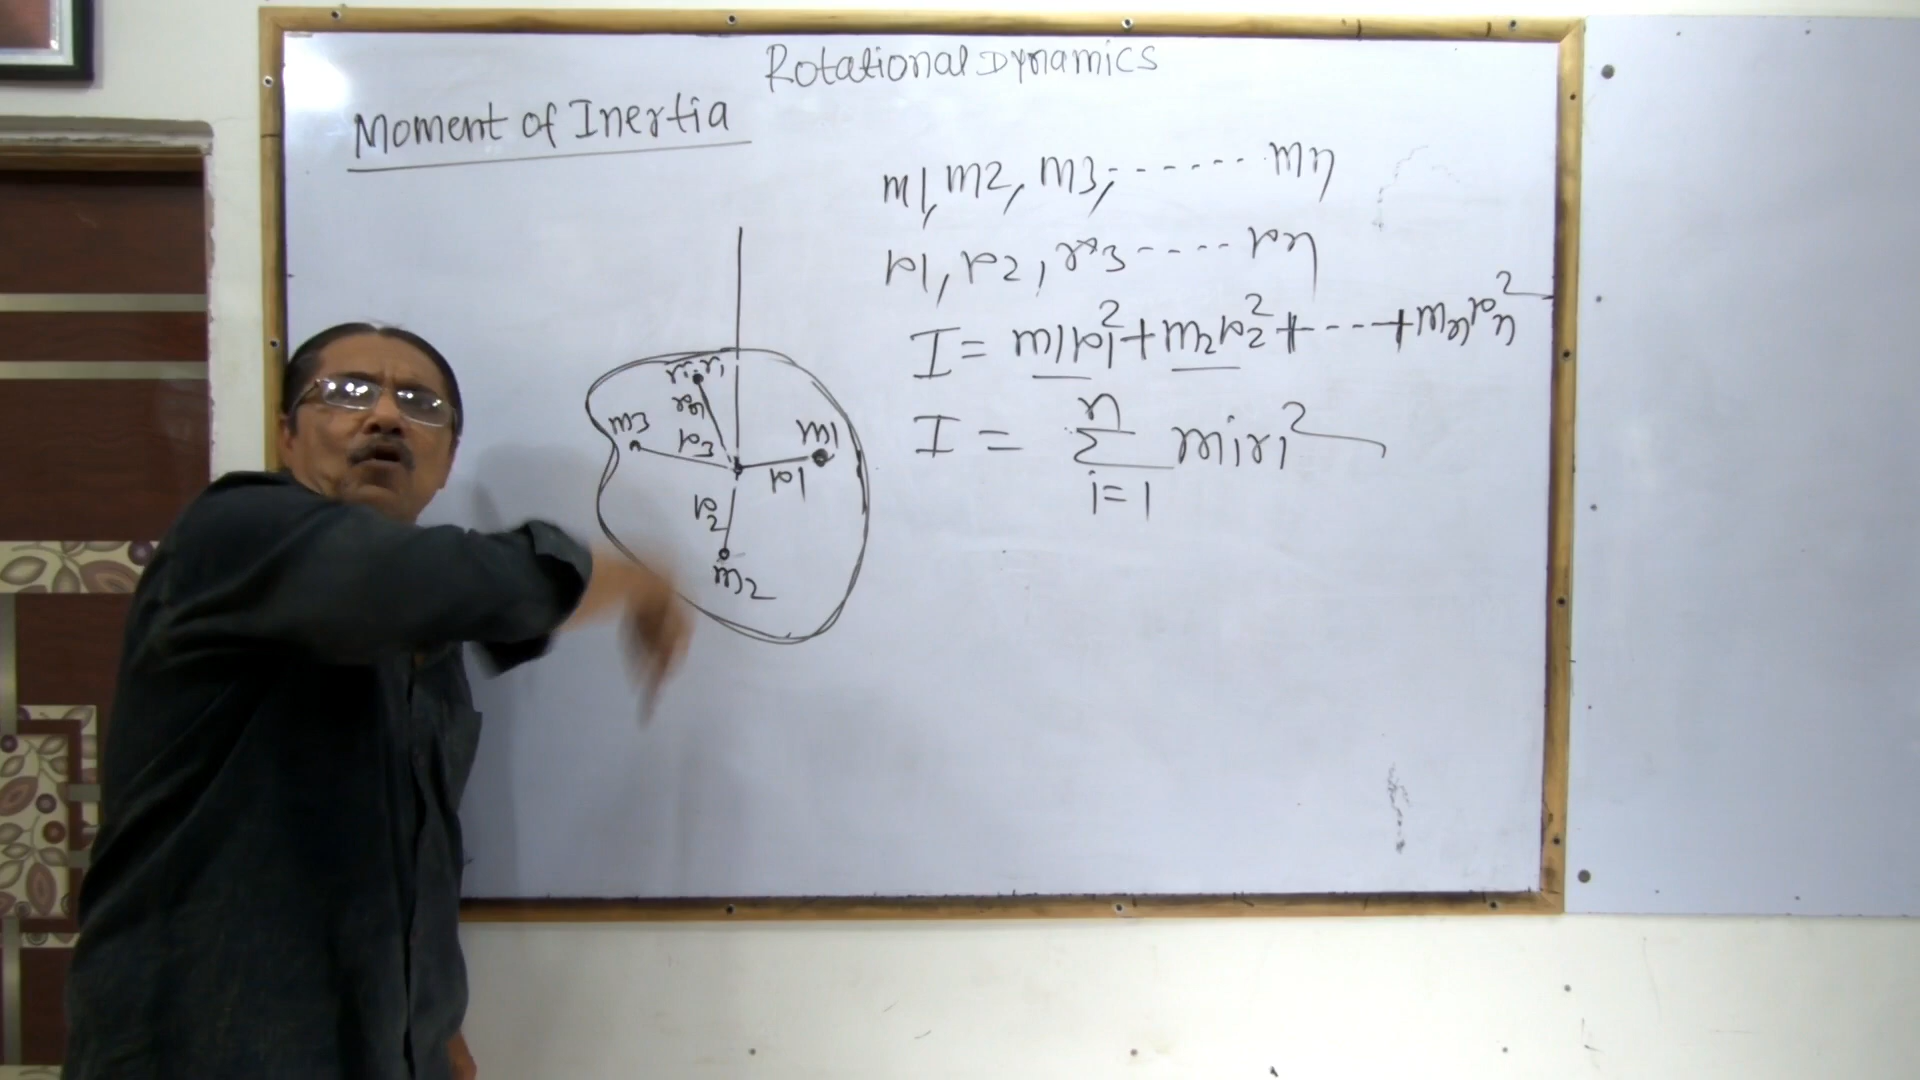 Rotational Dynamics
Moment of Inertia
m1, m2, m3, ------ mn
r1, r2, r3 ---- rn
I = m1r1² + m2r2² + --- + mnrn²
I = n∑i=1 miri²
m3
r3
m1
r1
r2
m2